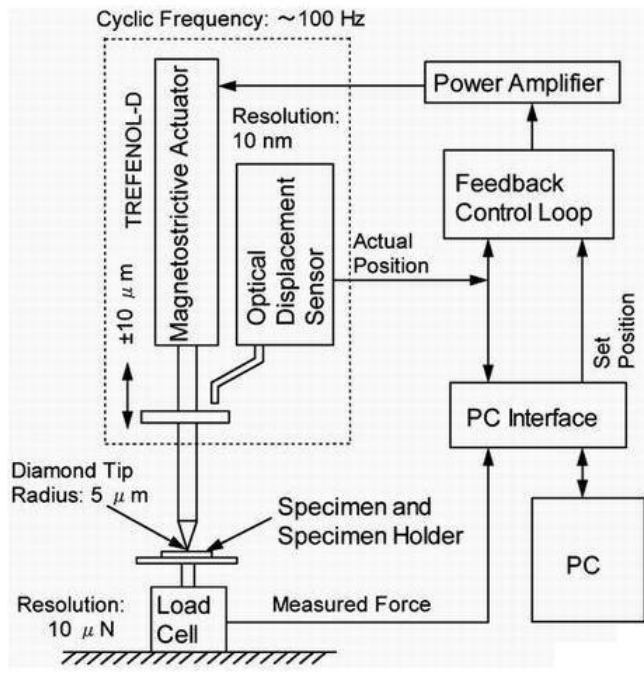 Cyclic Frequency: ～100 Hz
Magnetostrictive Actuator
TREFENOL-D
±10 μm
Resolution:
10 nm
Optical
Displacement
Sensor
Power Amplifier
Feedback
Control Loop
Actual
Position
Set
Position
PC Interface
Diamond Tip
Radius: 5 μm
Specimen and
Specimen Holder
PC
Resolution:
10 μN
Load
Cell
Measured Force